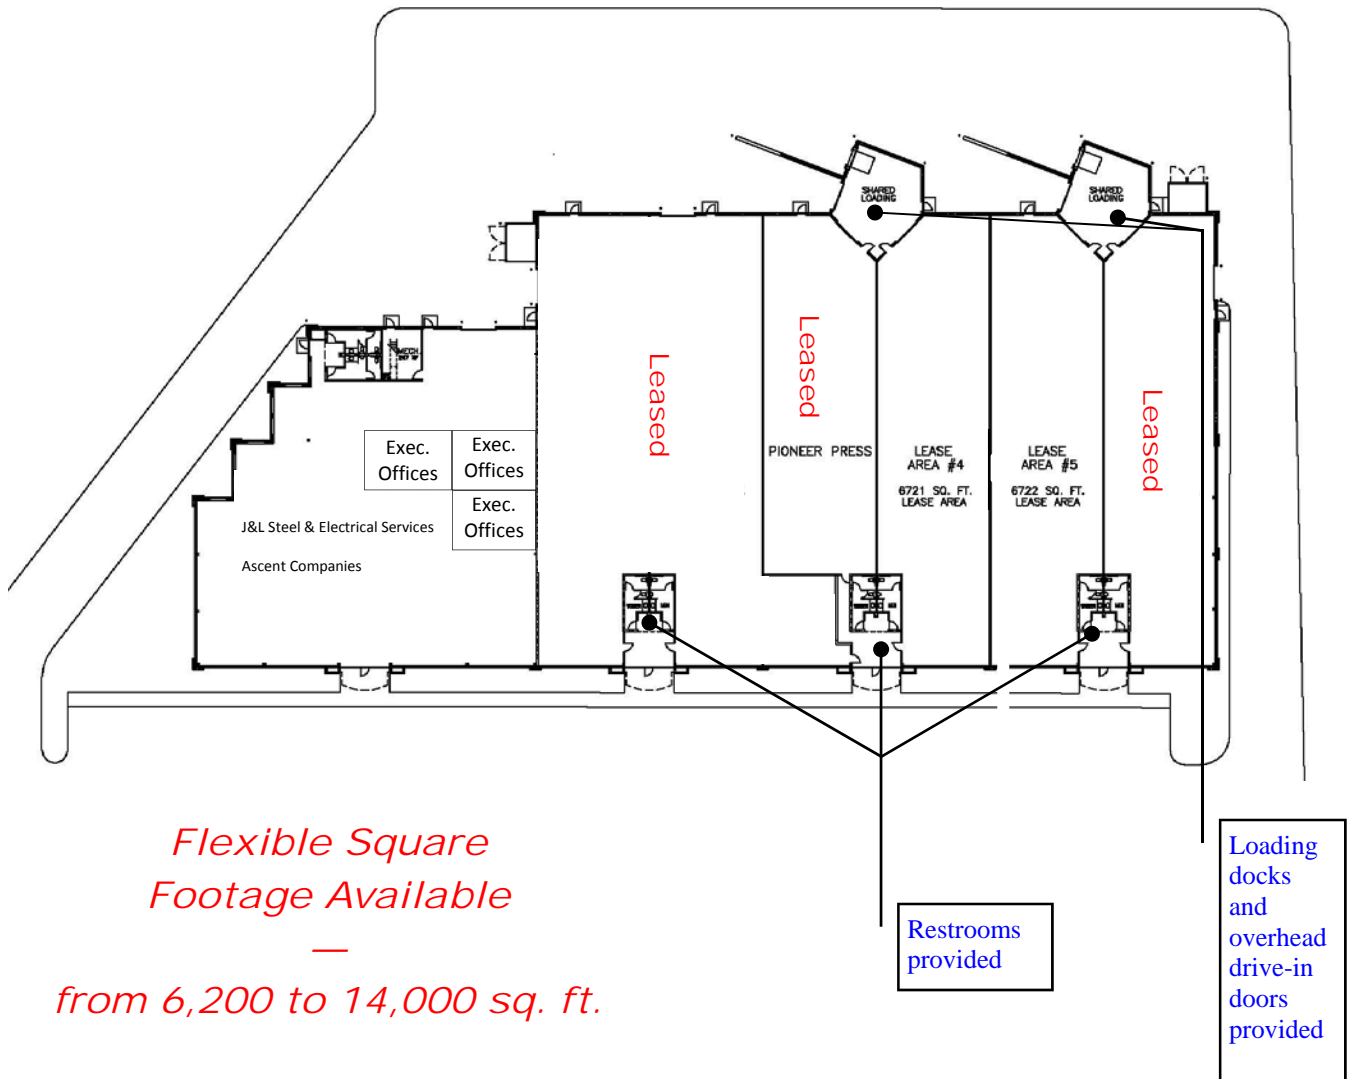 SHARED
LOADING
SHARED
LOADING
MECH.
Leased
Leased
Leased
Exec.
Offices
Exec.
Offices
Exec.
Offices
PIONEER PRESS
LEASE
AREA #4
6721 SQ. FT.
LEASE AREA
LEASE
AREA #5
6722 SQ. FT.
LEASE AREA
J&L Steel & Electrical Services
Ascent Companies
Flexible Square
Footage Available
—
from 6,200 to 14,000 sq. ft.
Restrooms
provided
Loading
docks
and
overhead
drive-in
doors
provided